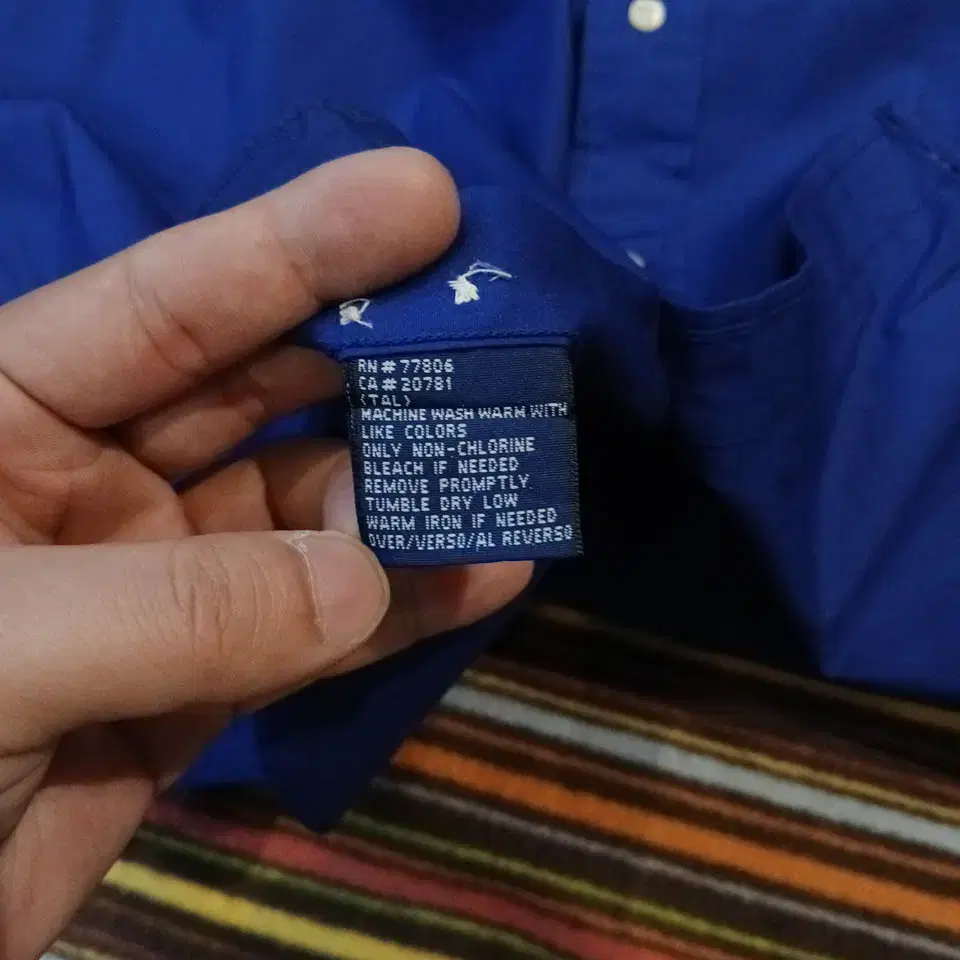 RN # 77806
CA # 20781
(TAL)
MACHINE WASH WARM WITH
LIKE COLORS
ONLY NON-CHLORINE
BLEACH IF NEEDED
REMOVE PROMPTLY.
TUMBLE DRY LOW
WARM IRON IF NEEDED
OVER/VERSO/AL REVERSO